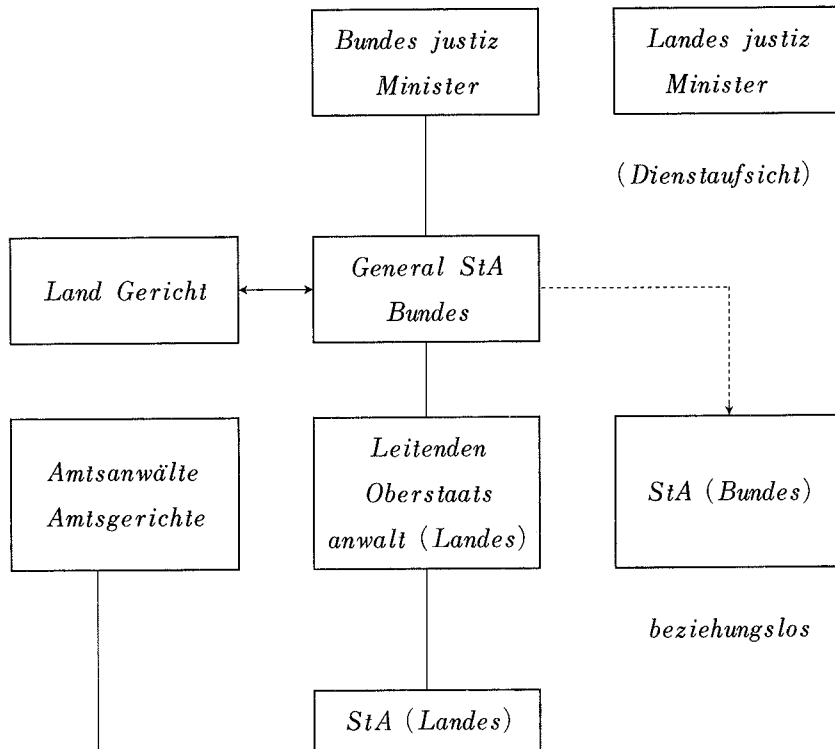 Bundes justiz
Minister
Landes justiz
Minister
(Dienstaufsicht)
Land Gericht
General StA
Bundes
Amtsanwälte
Amtsgerichte
Leitenden
Oberstaats
anwalt (Landes)
StA (Bundes)
beziehungslos
StA (Landes)